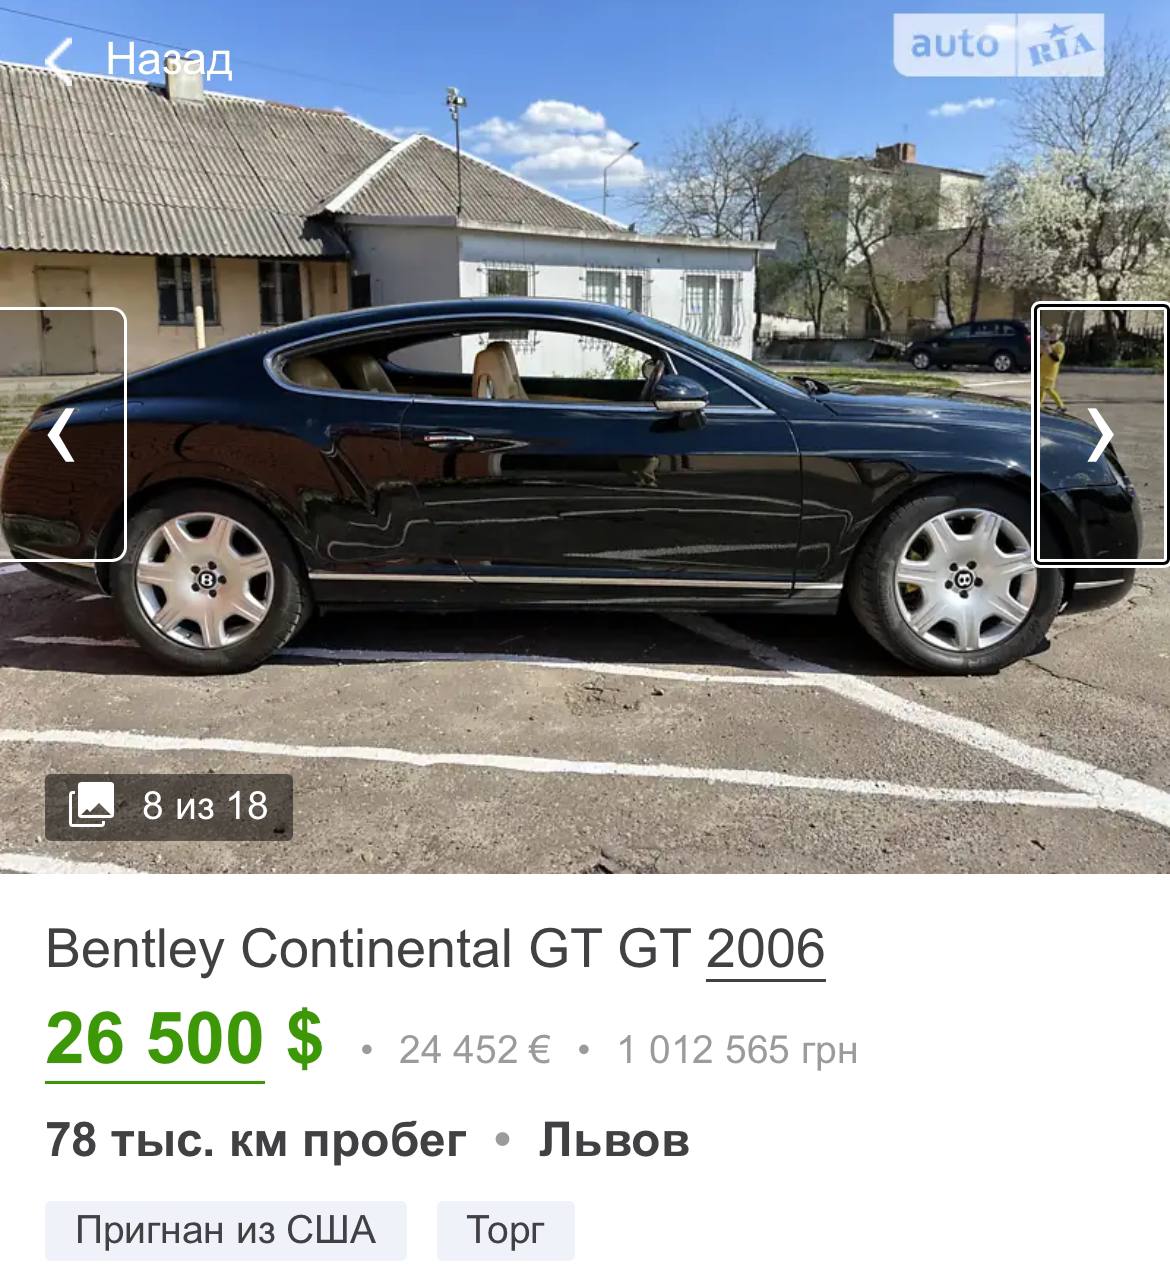 Назад
auto RIA
8 из 18
Bentley Continental GT GT 2006
26 500 $ • 24 452 € • 1 012 565 грн
78 тыс. км пробег • Львов
Пригнан из США Торг